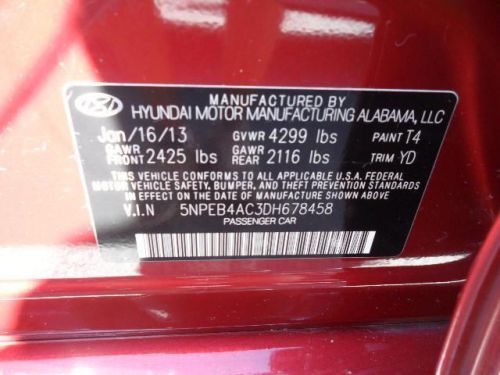 MANUFACTURED BY
HYUNDAI MOTOR MANUFACTURING ALABAMA, LLC
Jan/16/13 GVWR 4299 lbs PAINT T4
GAWR FRONT 2425 lbs GAWR REAR 2116 lbs TRIM YD
THIS VEHICLE CONFORMS TO ALL APPLICABLE U.S.A. FEDERAL
MOTOR VEHICLE SAFETY, BUMPER, AND THEFT PREVENTION STANDARDS
IN EFFECT ON THE DATE OF MANUFACTURE SHOWN ABOVE.
V.I.N 5NPEB4AC3DH678458
PASSENGER CAR